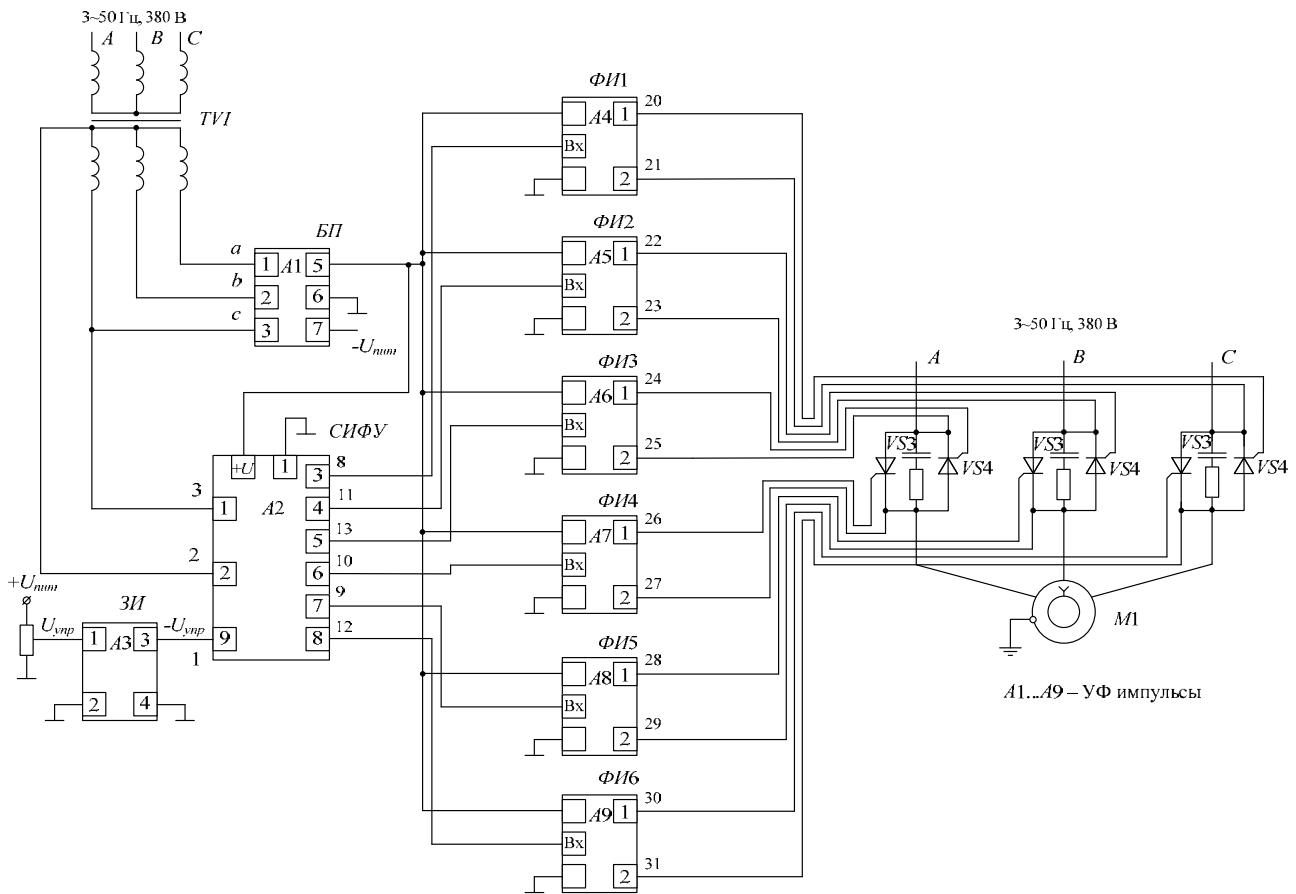 3~50 Гц, 380 В
A B C
TVI
БП
a
b
c
1 A1 5
2 6
3 7
-Uпит
СИФУ
+U 1
A2
3 8
4 11
5 13
6 10
7 9
8 12
3
1
2
2
9
1
+Uпит
Uупр
ЗИ
-Uупр
1 A3 3
2 4
ФИ1
A4 1 20
Вх
2 21
ФИ2
A5 1 22
Вх
2 23
ФИ3
A6 1 24
Вх
2 25
ФИ4
A7 1 26
Вх
2 27
ФИ5
A8 1 28
Вх
2 29
ФИ6
A9 1 30
Вх
2 31
3~50 Гц, 380 В
A B C
VS3 VS4
VS3 VS4
VS3 VS4
Y
M1
A1...A9 – УФ импульсы